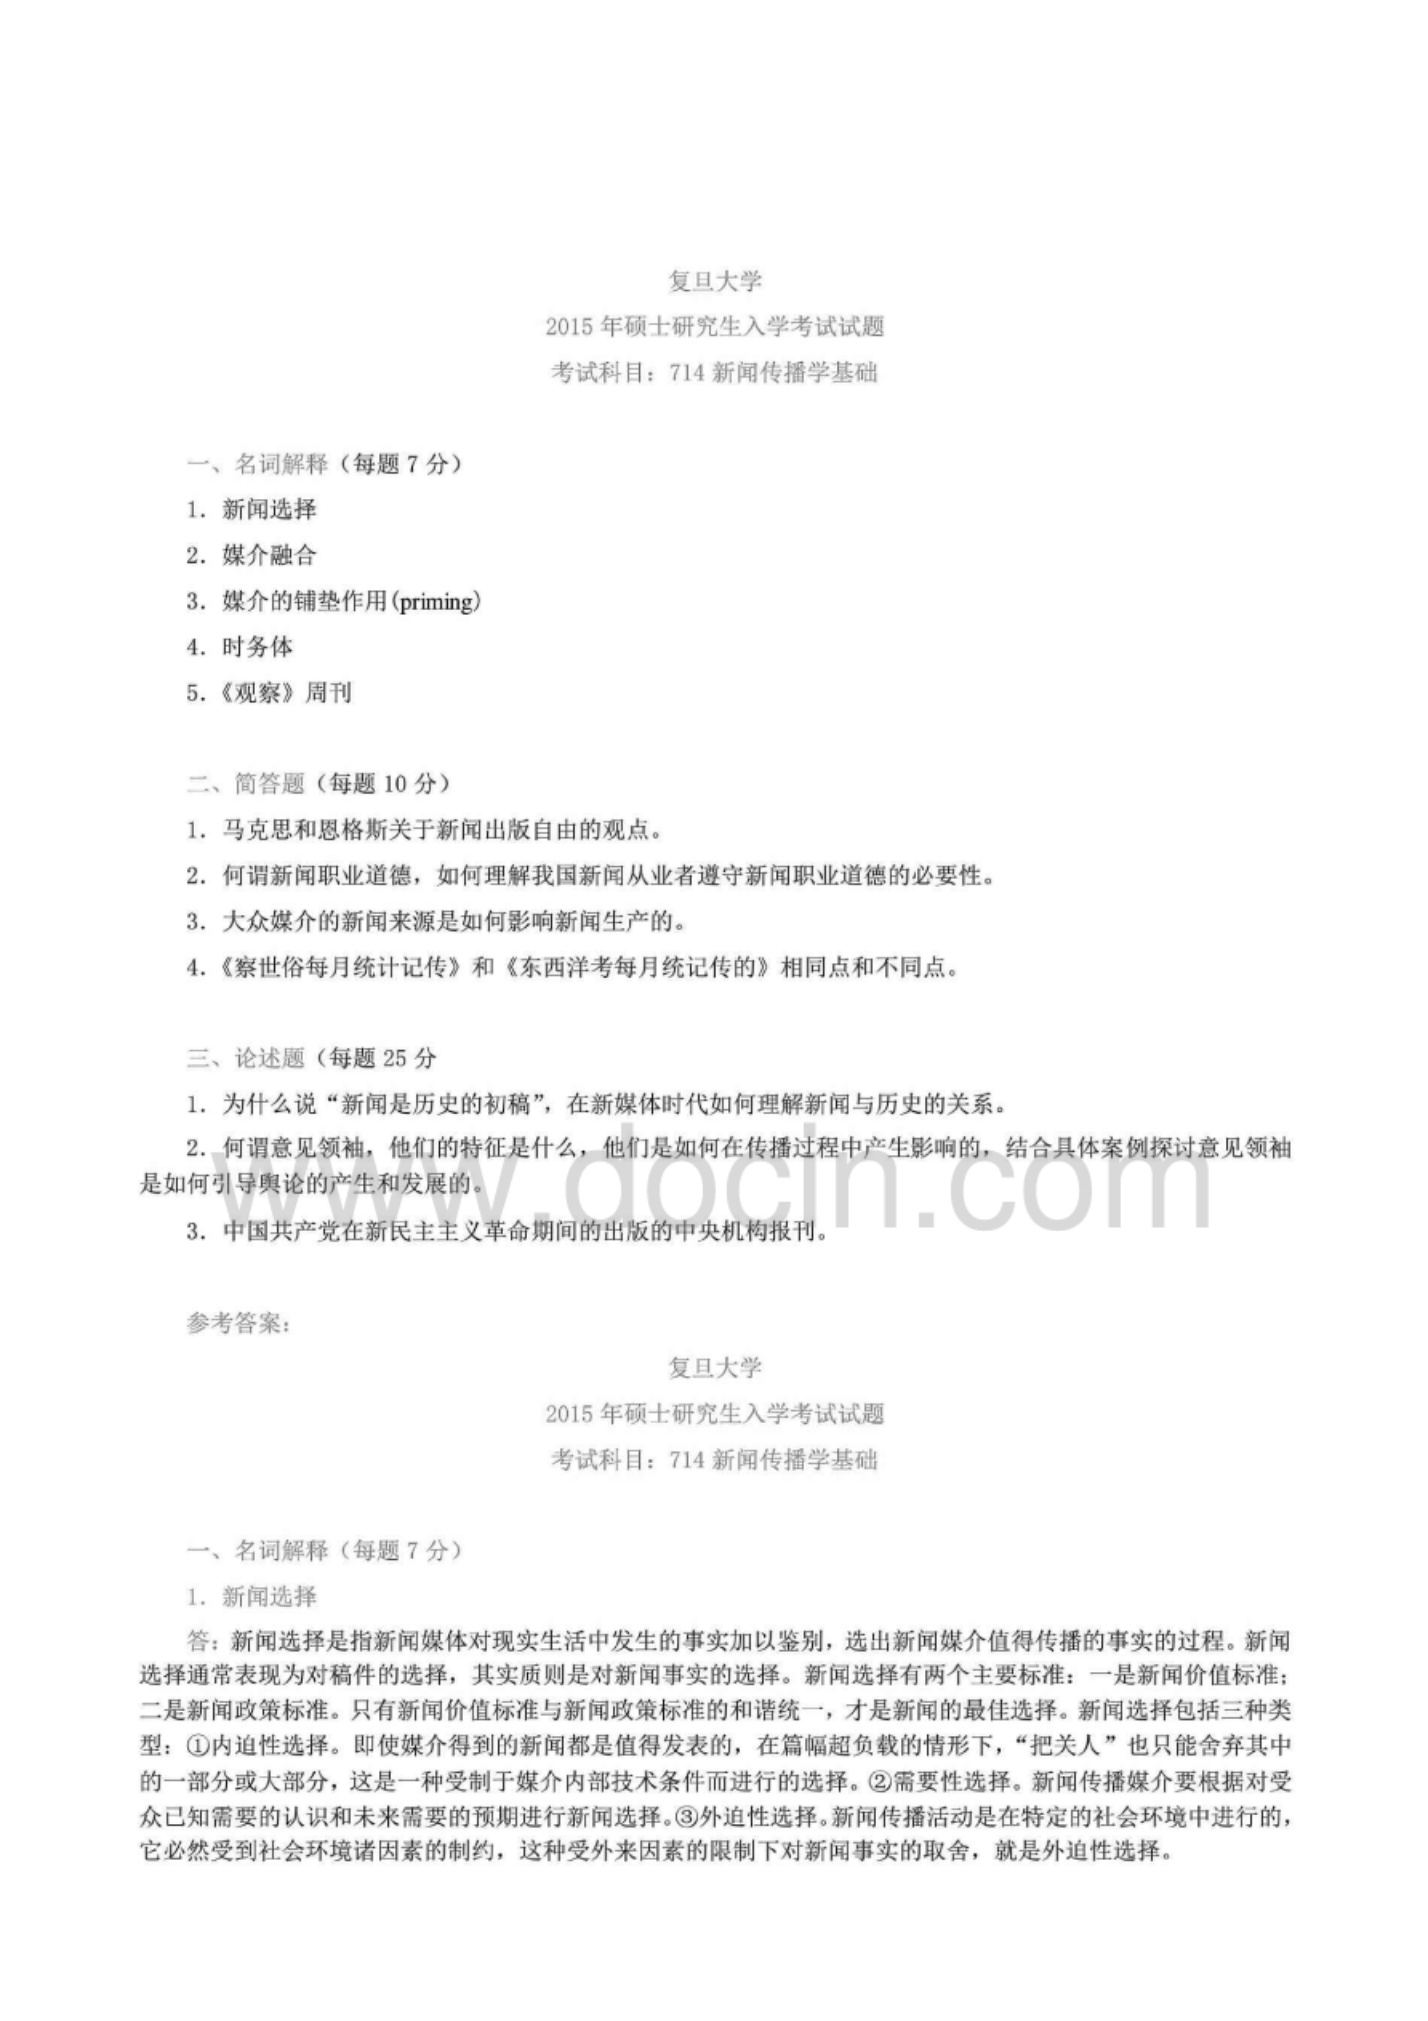 复旦大学
2015 年硕士研究生入学考试试题
考试科目：714 新闻传播学基础
一、名词解释（每题 7 分）
1．新闻选择
2．媒介融合
3．媒介的铺垫作用(priming)
4．时务体
5.《观察》周刊
二、简答题（每题 10 分）
1．马克思和恩格斯关于新闻出版自由的观点。
2．何谓新闻职业道德，如何理解我国新闻从业者遵守新闻职业道德的必要性。
3．大众媒介的新闻来源是如何影响新闻生产的。
4.《察世俗每月统计记传》和《东西洋考每月统记传的》相同点和不同点。
三、论述题（每题 25 分
1．为什么说“新闻是历史的初稿”，在新媒体时代如何理解新闻与历史的关系。
2．何谓意见领袖，他们的特征是什么，他们是如何在传播过程中产生影响的，结合具体案例探讨意见领袖
是如何引导舆论的产生和发展的。
3．中国共产党在新民主主义革命期间的出版的中央机构报刊。
www.docin.com
参考答案：
复旦大学
2015 年硕士研究生入学考试试题
考试科目：714 新闻传播学基础
一、名词解释（每题 7 分）
1．新闻选择
答：新闻选择是指新闻媒体对现实生活中发生的事实加以鉴别，选出新闻媒介值得传播的事实的过程。新闻
选择通常表现为对稿件的选择，其实质则是对新闻事实的选择。新闻选择有两个主要标准：一是新闻价值标准；
二是新闻政策标准。只有新闻价值标准与新闻政策标准的和谐统一，才是新闻的最佳选择。新闻选择包括三种类
型：①内迫性选择。即使媒介得到的新闻都是值得发表的，在篇幅超负载的情形下，“把关人”也只能舍弃其中
的一部分或大部分，这是一种受制于媒介内部技术条件而进行的选择。②需要性选择。新闻传播媒介要根据对受
众已知需要的认识和未来需要的预期进行新闻选择。③外迫性选择。新闻传播活动是在特定的社会环境中进行的，
它必然受到社会环境诸因素的制约，这种受外来因素的限制下对新闻事实的取舍，就是外迫性选择。